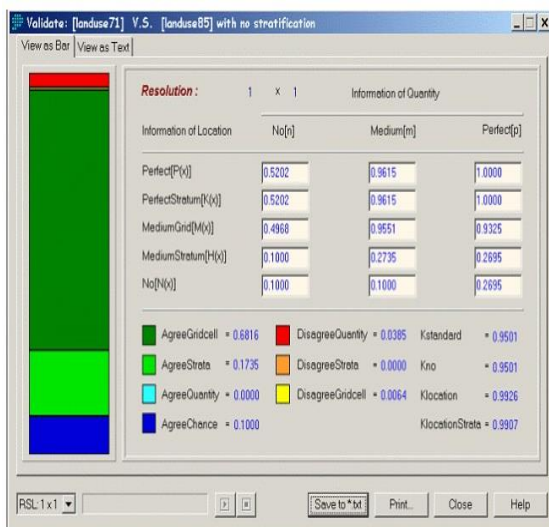 Validate: [landuse71] V.S. [landuse85] with no stratification
View as Bar View as Text
Resolution : 1 x 1 Information of Quantity
Information of Location No[n] Medium[m] Perfect[p]
Perfect[P(x)] 0.5202 0.9615 1.0000
PerfectStratum[K(x)] 0.5202 0.9615 1.0000
MediumGrid[M(x)] 0.4968 0.9551 0.9325
MediumStratum[H(x)] 0.1000 0.2735 0.2695
No[N(x)] 0.1000 0.1000 0.2695
AgreeGridcell = 0.6816 DisagreeQuantity = 0.0385 Kstandard = 0.9501
AgreeStrata = 0.1735 DisagreeStrata = 0.0000 Kno = 0.9501
AgreeQuantity = 0.0000 DisagreeGridcell = 0.0064 Klocation = 0.9926
AgreeChance = 0.1000 KlocationStrata = 0.9907
RSL: 1 x 1 Save to *.txt Print... Close Help